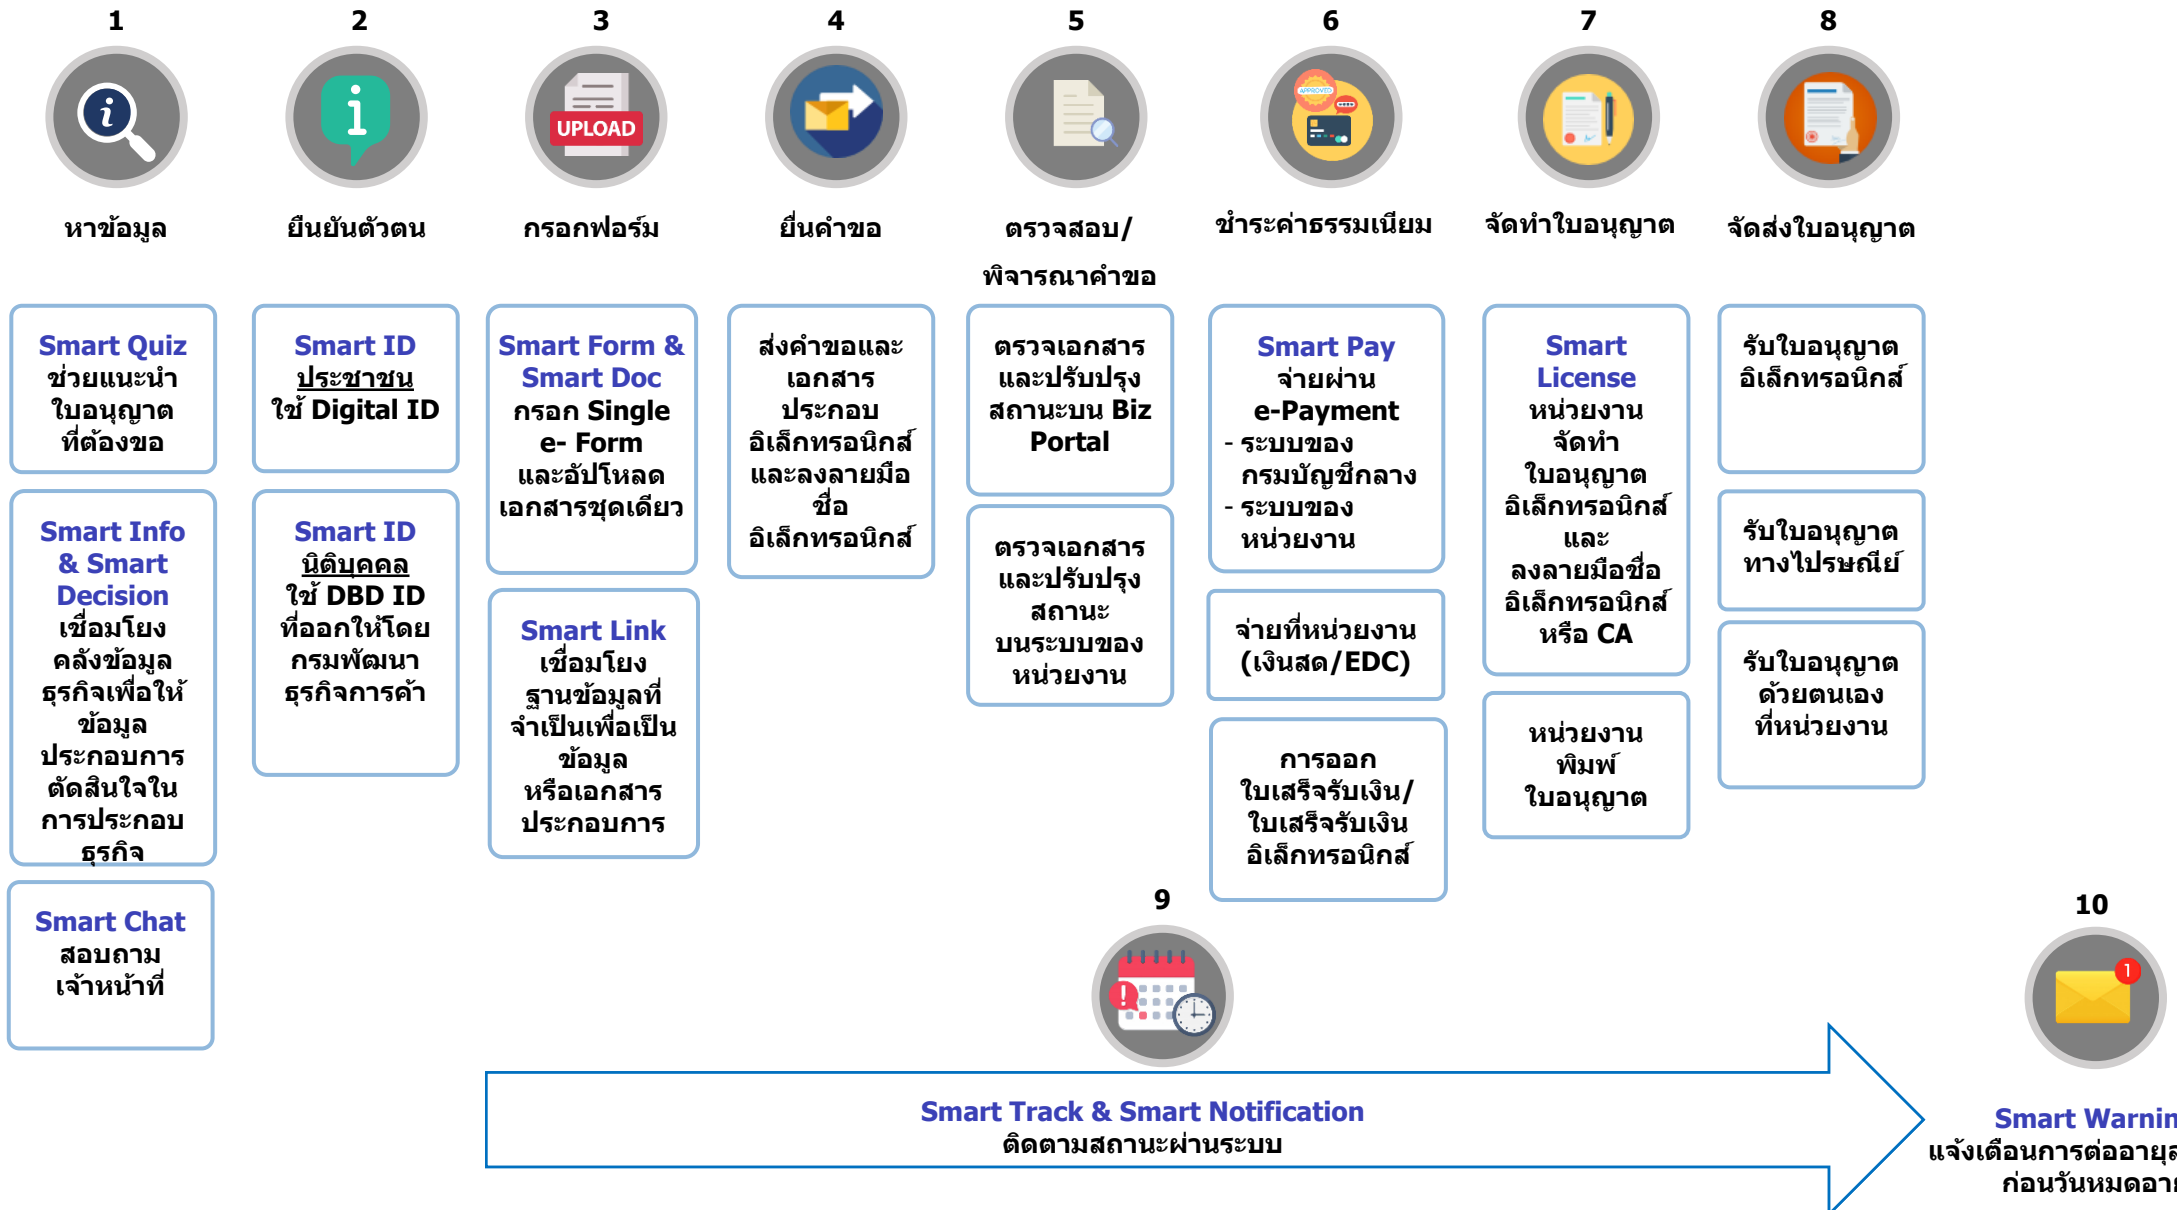 1
หาข้อมูล
Smart Quiz
ช่วยแนะนำ
ใบอนุญาต
ที่ต้องขอ
Smart Info
& Smart
Decision
เชื่อมโยง
คลังข้อมูล
ธุรกิจเพื่อให้
ข้อมูล
ประกอบการ
ตัดสินใจใน
การประกอบ
ธุรกิจ
Smart Chat
สอบถาม
เจ้าหน้าที่
2
ยืนยันตัวตน
Smart ID
ประชาชน
ใช้ Digital ID
Smart ID
นิติบุคคล
ใช้ DBD ID
ที่ออกให้โดย
กรมพัฒนา
ธุรกิจการค้า
3
UPLOAD
กรอกฟอร์ม
Smart Form &
Smart Doc
กรอก Single
e- Form
และอัปโหลด
เอกสารชุดเดียว
Smart Link
เชื่อมโยง
ฐานข้อมูลที่
จำเป็นเพื่อเป็น
ข้อมูล
หรือเอกสาร
ประกอบการ
4
ยื่นคำขอ
ส่งคำขอและ
เอกสาร
ประกอบ
อิเล็กทรอนิกส์
และลงลายมือ
ชื่อ
อิเล็กทรอนิกส์
5
ตรวจสอบ/
พิจารณาคำขอ
ตรวจเอกสาร
และปรับปรุง
สถานะบน Biz
Portal
ตรวจเอกสาร
และปรับปรุง
สถานะ
บนระบบของ
หน่วยงาน
6
APPROVED
ชำระค่าธรรมเนียม
Smart Pay
จ่ายผ่าน
e-Payment
- ระบบของ
กรมบัญชีกลาง
- ระบบของ
หน่วยงาน
จ่ายที่หน่วยงาน
(เงินสด/EDC)
การออก
ใบเสร็จรับเงิน/
ใบเสร็จรับเงิน
อิเล็กทรอนิกส์
7
จัดทำใบอนุญาต
Smart
License
หน่วยงาน
จัดทำ
ใบอนุญาต
อิเล็กทรอนิกส์
และ
ลงลายมือชื่อ
อิเล็กทรอนิกส์
หรือ CA
หน่วยงาน
พิมพ์
ใบอนุญาต
8
จัดส่งใบอนุญาต
รับใบอนุญาต
อิเล็กทรอนิกส์
รับใบอนุญาต
ทางไปรษณีย์
รับใบอนุญาต
ด้วยตนเอง
ที่หน่วยงาน
9
Smart Track & Smart Notification
ติดตามสถานะผ่านระบบ
10
1
Smart Warnin
แจ้งเตือนการต่ออายุ
ก่อนวันหมดอา